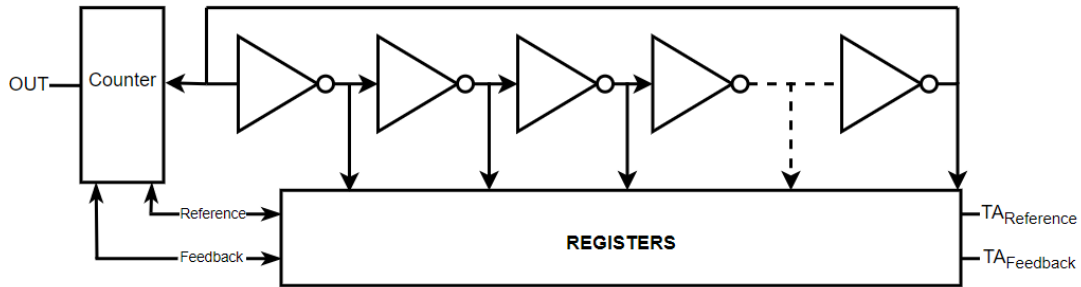 OUT
Counter
Reference
Feedback
REGISTERS
TAReference
TAFeedback